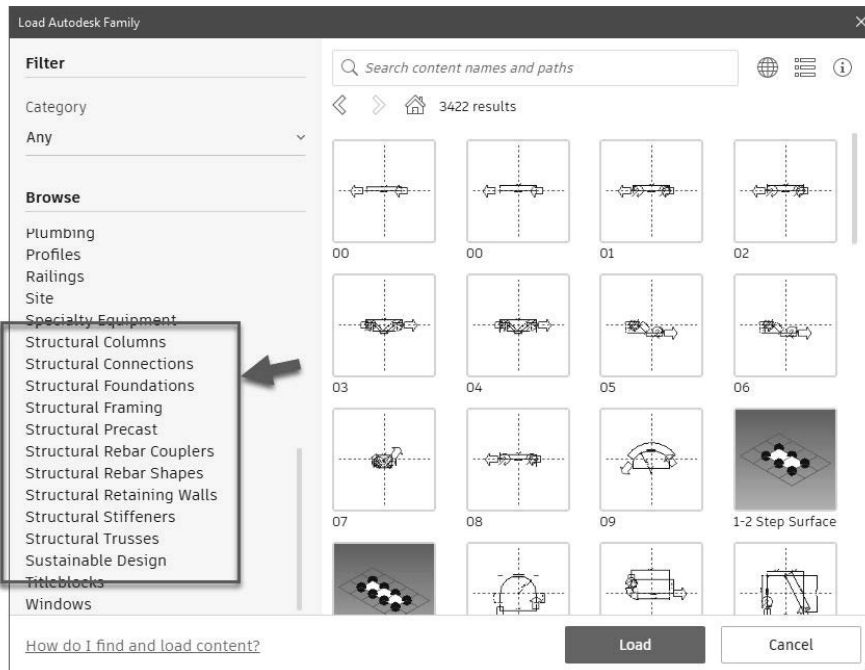 Load Autodesk Family
Filter
Category
Any
Browse
Plumbing
Profiles
Railings
Site
Specialty Equipment
Structural Columns
Structural Connections
Structural Foundations
Structural Framing
Structural Precast
Structural Rebar Couplers
Structural Rebar Shapes
Structural Retaining Walls
Structural Stiffeners
Structural Trusses
Sustainable Design
Titleblocks
Windows
How do I find and load content?
Search content names and paths
3422 results
00 00 01 02
03 04 05 06
07 08 09 1-2 Step Surface
Load Cancel